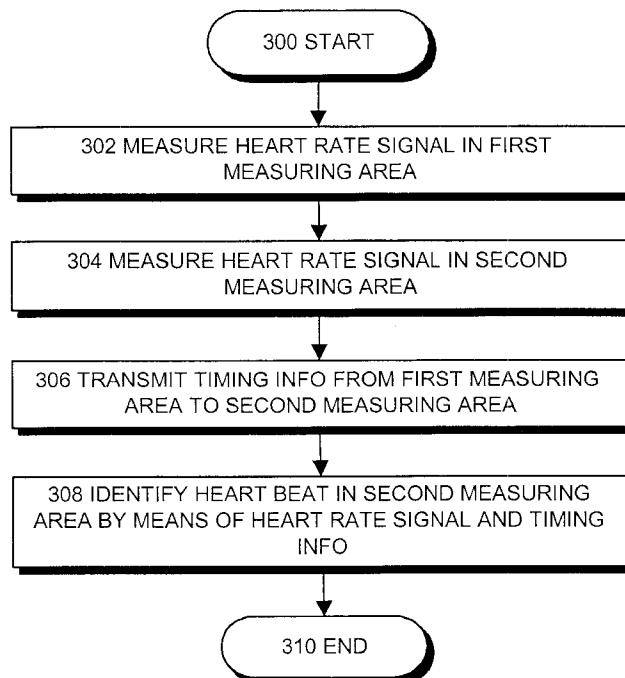 300 START
302 MEASURE HEART RATE SIGNAL IN FIRST
MEASURING AREA
304 MEASURE HEART RATE SIGNAL IN SECOND
MEASURING AREA
306 TRANSMIT TIMING INFO FROM FIRST MEASURING
AREA TO SECOND MEASURING AREA
308 IDENTIFY HEART BEAT IN SECOND MEASURING
AREA BY MEANS OF HEART RATE SIGNAL AND TIMING
INFO
310 END